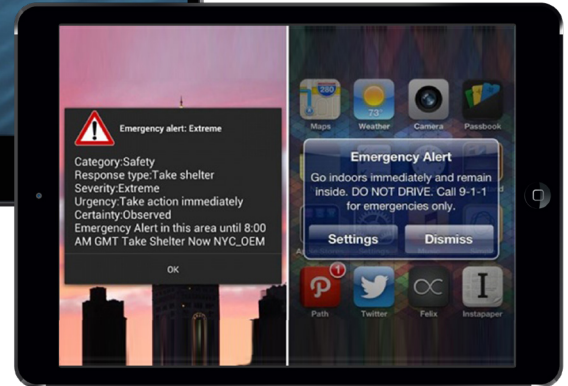 Emergency alert: Extreme
Category:Safety
Response type:Take shelter
Severity:Extreme
Urgency:Take action immediately
Certainty:Observed
Emergency Alert in this area until 8:00
AM GMT Take Shelter Now NYC_OEM
OK
280
73°
Maps Weather Camera Passbook
Emergency Alert
Go indoors immediately and remain
inside. DO NOT DRIVE. Call 9-1-1
for emergencies only.
Settings Dismiss
1
Path Twitter Felix Instapaper